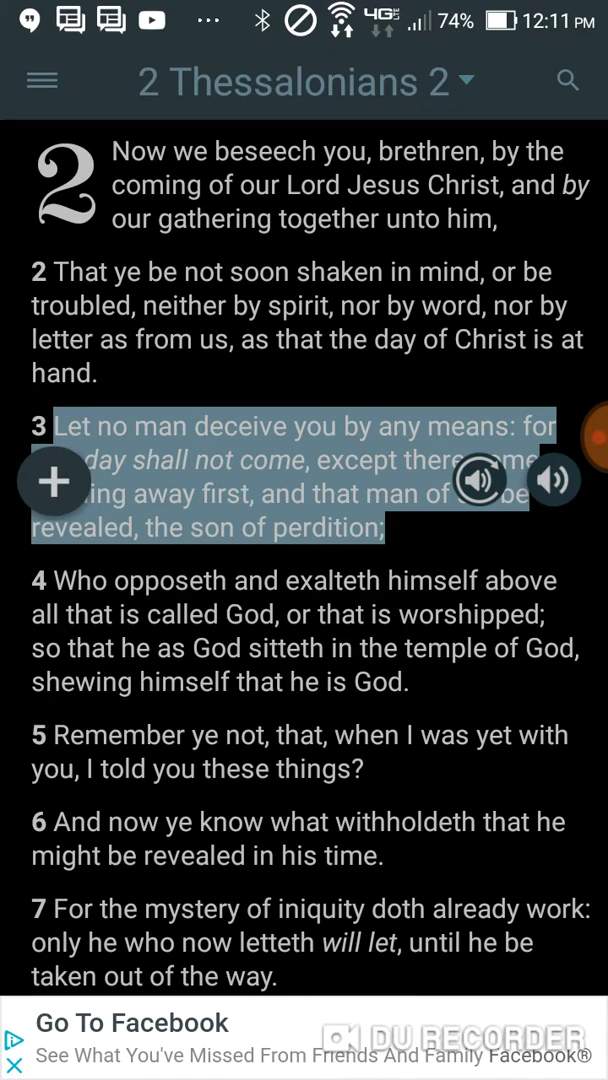 4G LTE 74% 12:11 PM
2 Thessalonians 2
2 Now we beseech you, brethren, by the
coming of our Lord Jesus Christ, and by
our gathering together unto him,
2 That ye be not soon shaken in mind, or be
troubled, neither by spirit, nor by word, nor by
letter as from us, as that the day of Christ is at
hand.
3 Let no man deceive you by any means: for
day shall not come, except there
away first, and that man of
revealed, the son of perdition;
4 Who opposeth and exalteth himself above
all that is called God, or that is worshipped;
so that he as God sitteth in the temple of God,
shewing himself that he is God.
5 Remember ye not, that, when I was yet with
you, I told you these things?
6 And now ye know what withholdeth that he
might be revealed in his time.
7 For the mystery of iniquity doth already work:
only he who now letteth will let, until he be
taken out of the way.
Go To Facebook
DU RECORDER
See What You've Missed From Friends And Family Facebook®